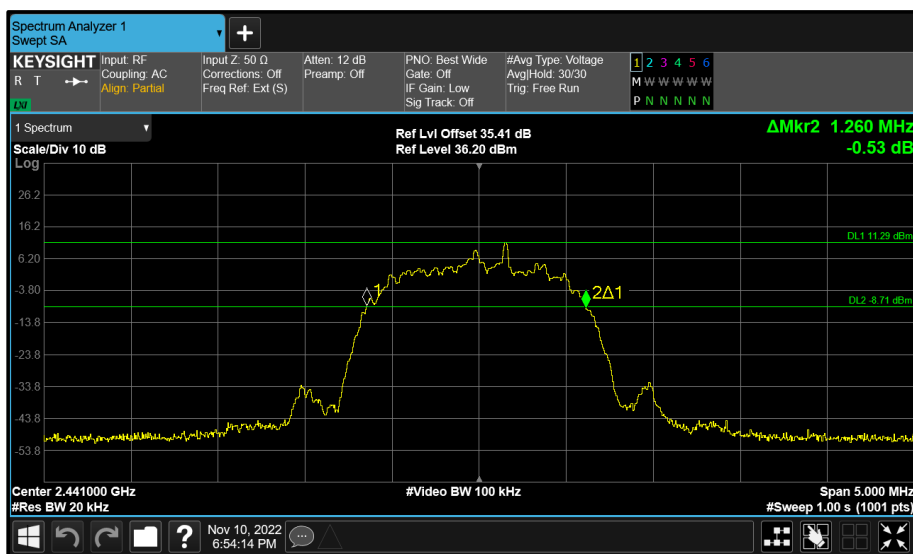 Spectrum Analyzer 1
Swept SA
KEYSIGHT
R T
LXI
Input: RF
Coupling: AC
Align: Partial
Input Z: 50 Ω
Corrections: Off
Freq Ref: Ext (S)
Atten: 12 dB
Preamp: Off
PNO: Best Wide
Gate: Off
IF Gain: Low
Sig Track: Off
#Avg Type: Voltage
Avg|Hold: 30/30
Trig: Free Run
1 2 3 4 5 6
M W W W W W
P N N N N N
1 Spectrum
Scale/Div 10 dB
Log
Ref Lvl Offset 35.41 dB
Ref Level 36.20 dBm
ΔMkr2 1.260 MHz
-0.53 dB
26.2
16.2
DL1 11.29 dBm
6.20
-3.80
1
2Δ1
DL2 -8.71 dBm
-13.8
-23.8
-33.8
-43.8
-53.8
Center 2.441000 GHz
#Res BW 20 kHz
#Video BW 100 kHz
Span 5.000 MHz
#Sweep 1.00 s (1001 pts)
?
Nov 10, 2022
6:54:14 PM